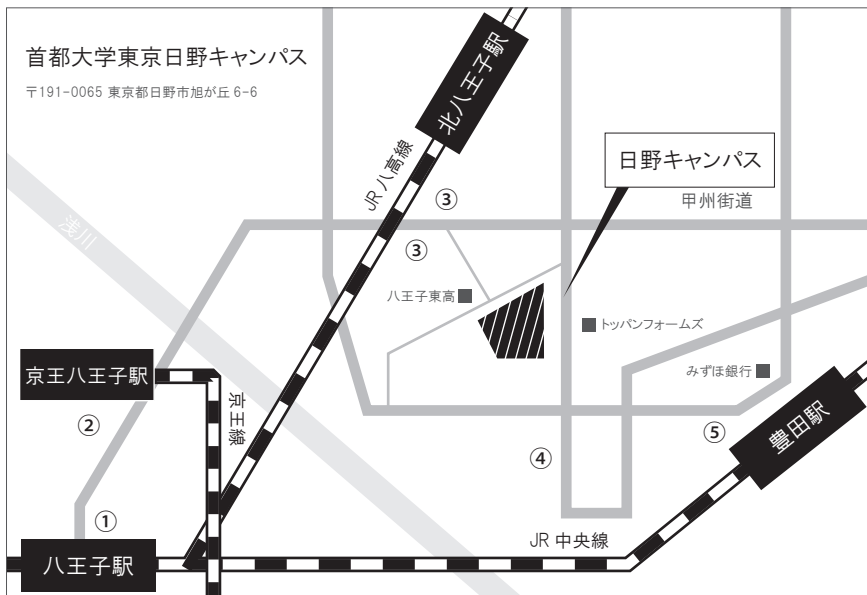 首都大学東京日野キャンパス
〒191-0065 東京都日野市旭が丘 6-6
北八王子駅
JR 八高線
日野キャンパス
甲州街道
浅川
③
③
八王子東高
トッパンフォームズ
みずほ銀行
京王八王子駅
京王線
②
④
⑤
豊田駅
①
JR 中央線
八王子駅